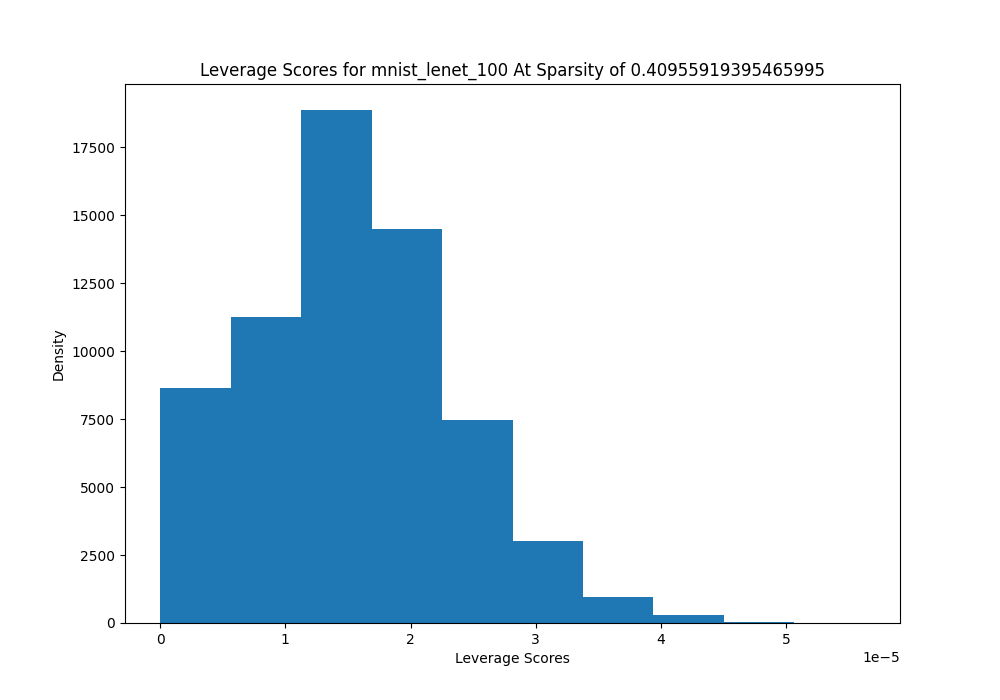 Leverage Scores for mnist_lenet_100 At Sparsity of 0.40955919395465995
Density
17500
15000
12500
10000
7500
5000
2500
0
0 1 2 3 4 5
1e−5
Leverage Scores